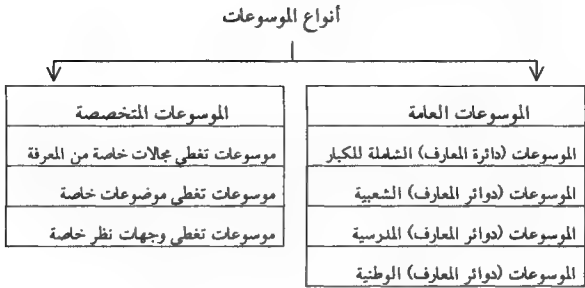 أنواع الموسوعات
الموسوعات العامة
الموسوعات (دائرة المعارف) الشاملة للكبار
الموسوعات (دوائر المعارف) الشعبية
الموسوعات (دوائر المعارف) المدرسية
الموسوعات (دوائر المعارف) الوطنية
الموسوعات المتخصصة
موسوعات تغطي مجالات خاصة من المعرفة
موسوعات تغطي موضوعات خاصة
موسوعات تغطي وجهات نظر خاصة